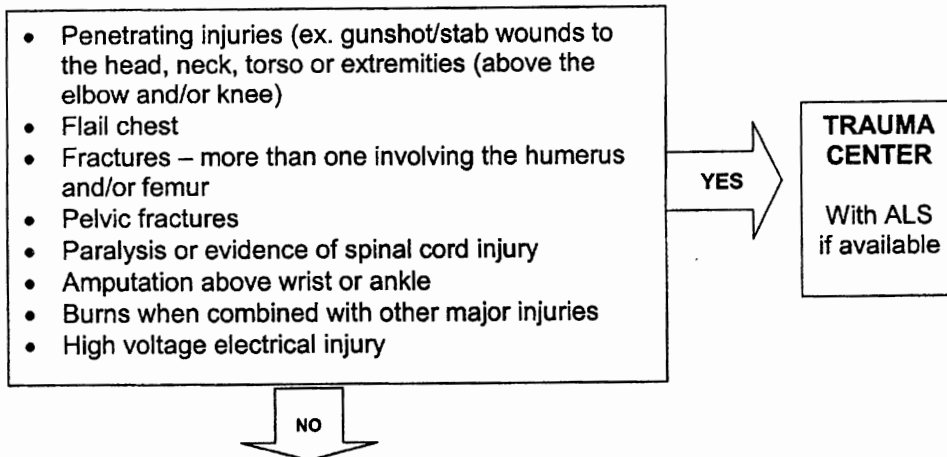 • Penetrating injuries (ex. gunshot/stab wounds to
the head, neck, torso or extremities (above the
elbow and/or knee)
• Flail chest
• Fractures – more than one involving the humerus
and/or femur
• Pelvic fractures
• Paralysis or evidence of spinal cord injury
• Amputation above wrist or ankle
• Burns when combined with other major injuries
• High voltage electrical injury
YES
TRAUMA
CENTER
With ALS
if available
NO